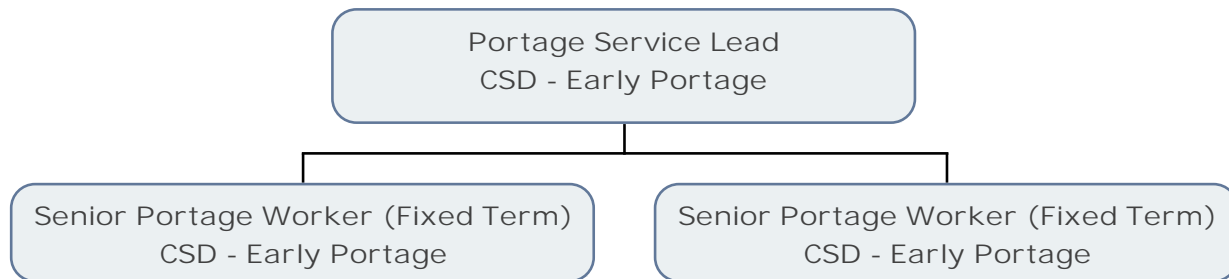 Portage Service Lead
CSD - Early Portage
Senior Portage Worker (Fixed Term)
CSD - Early Portage
Senior Portage Worker (Fixed Term)
CSD - Early Portage